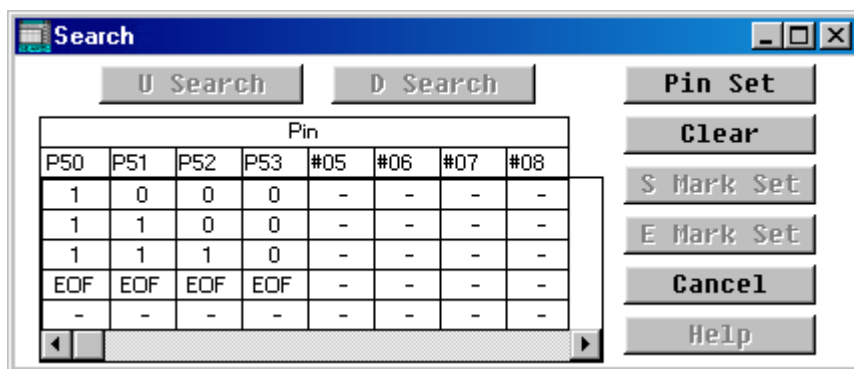 Search
U Search D Search Pin Set
Pin Clear
P50 P51 P52 P53 #05 #06 #07 #08
1 0 0 0 - - - - S Mark Set
1 1 0 0 - - - -
1 1 1 0 - - - - E Mark Set
EOF EOF EOF EOF - - - - Cancel
- - - - - - - -
Help